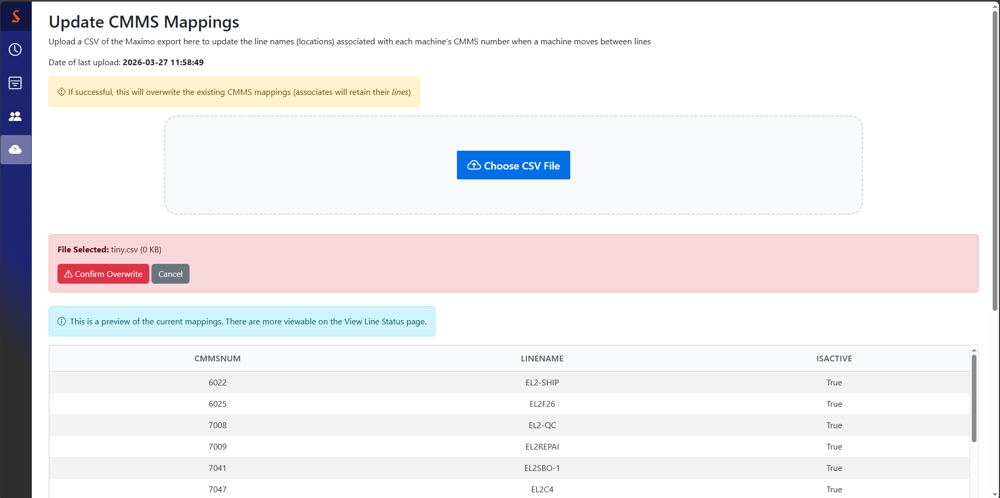 Update CMMS Mappings
Upload a CSV of the Maximo export here to update the line names (locations) associated with each machine's CMMS number when a machine moves between lines
Date of last upload: 2026-03-27 11:58:49
If successful, this will overwrite the existing CMMS mappings (associates will retain their lines)
Choose CSV File
File Selected: tiny.csv (0 KB)
Confirm Overwrite Cancel
This is a preview of the current mappings. There are more viewable on the View Line Status page.
CMMSNUM LINENAME ISACTIVE
6022 EL2-SHIP True
6025 EL2F26 True
7008 EL2-QC True
7009 EL2REPAI True
7041 EL2SBO-1 True
7047 EL2C4 True